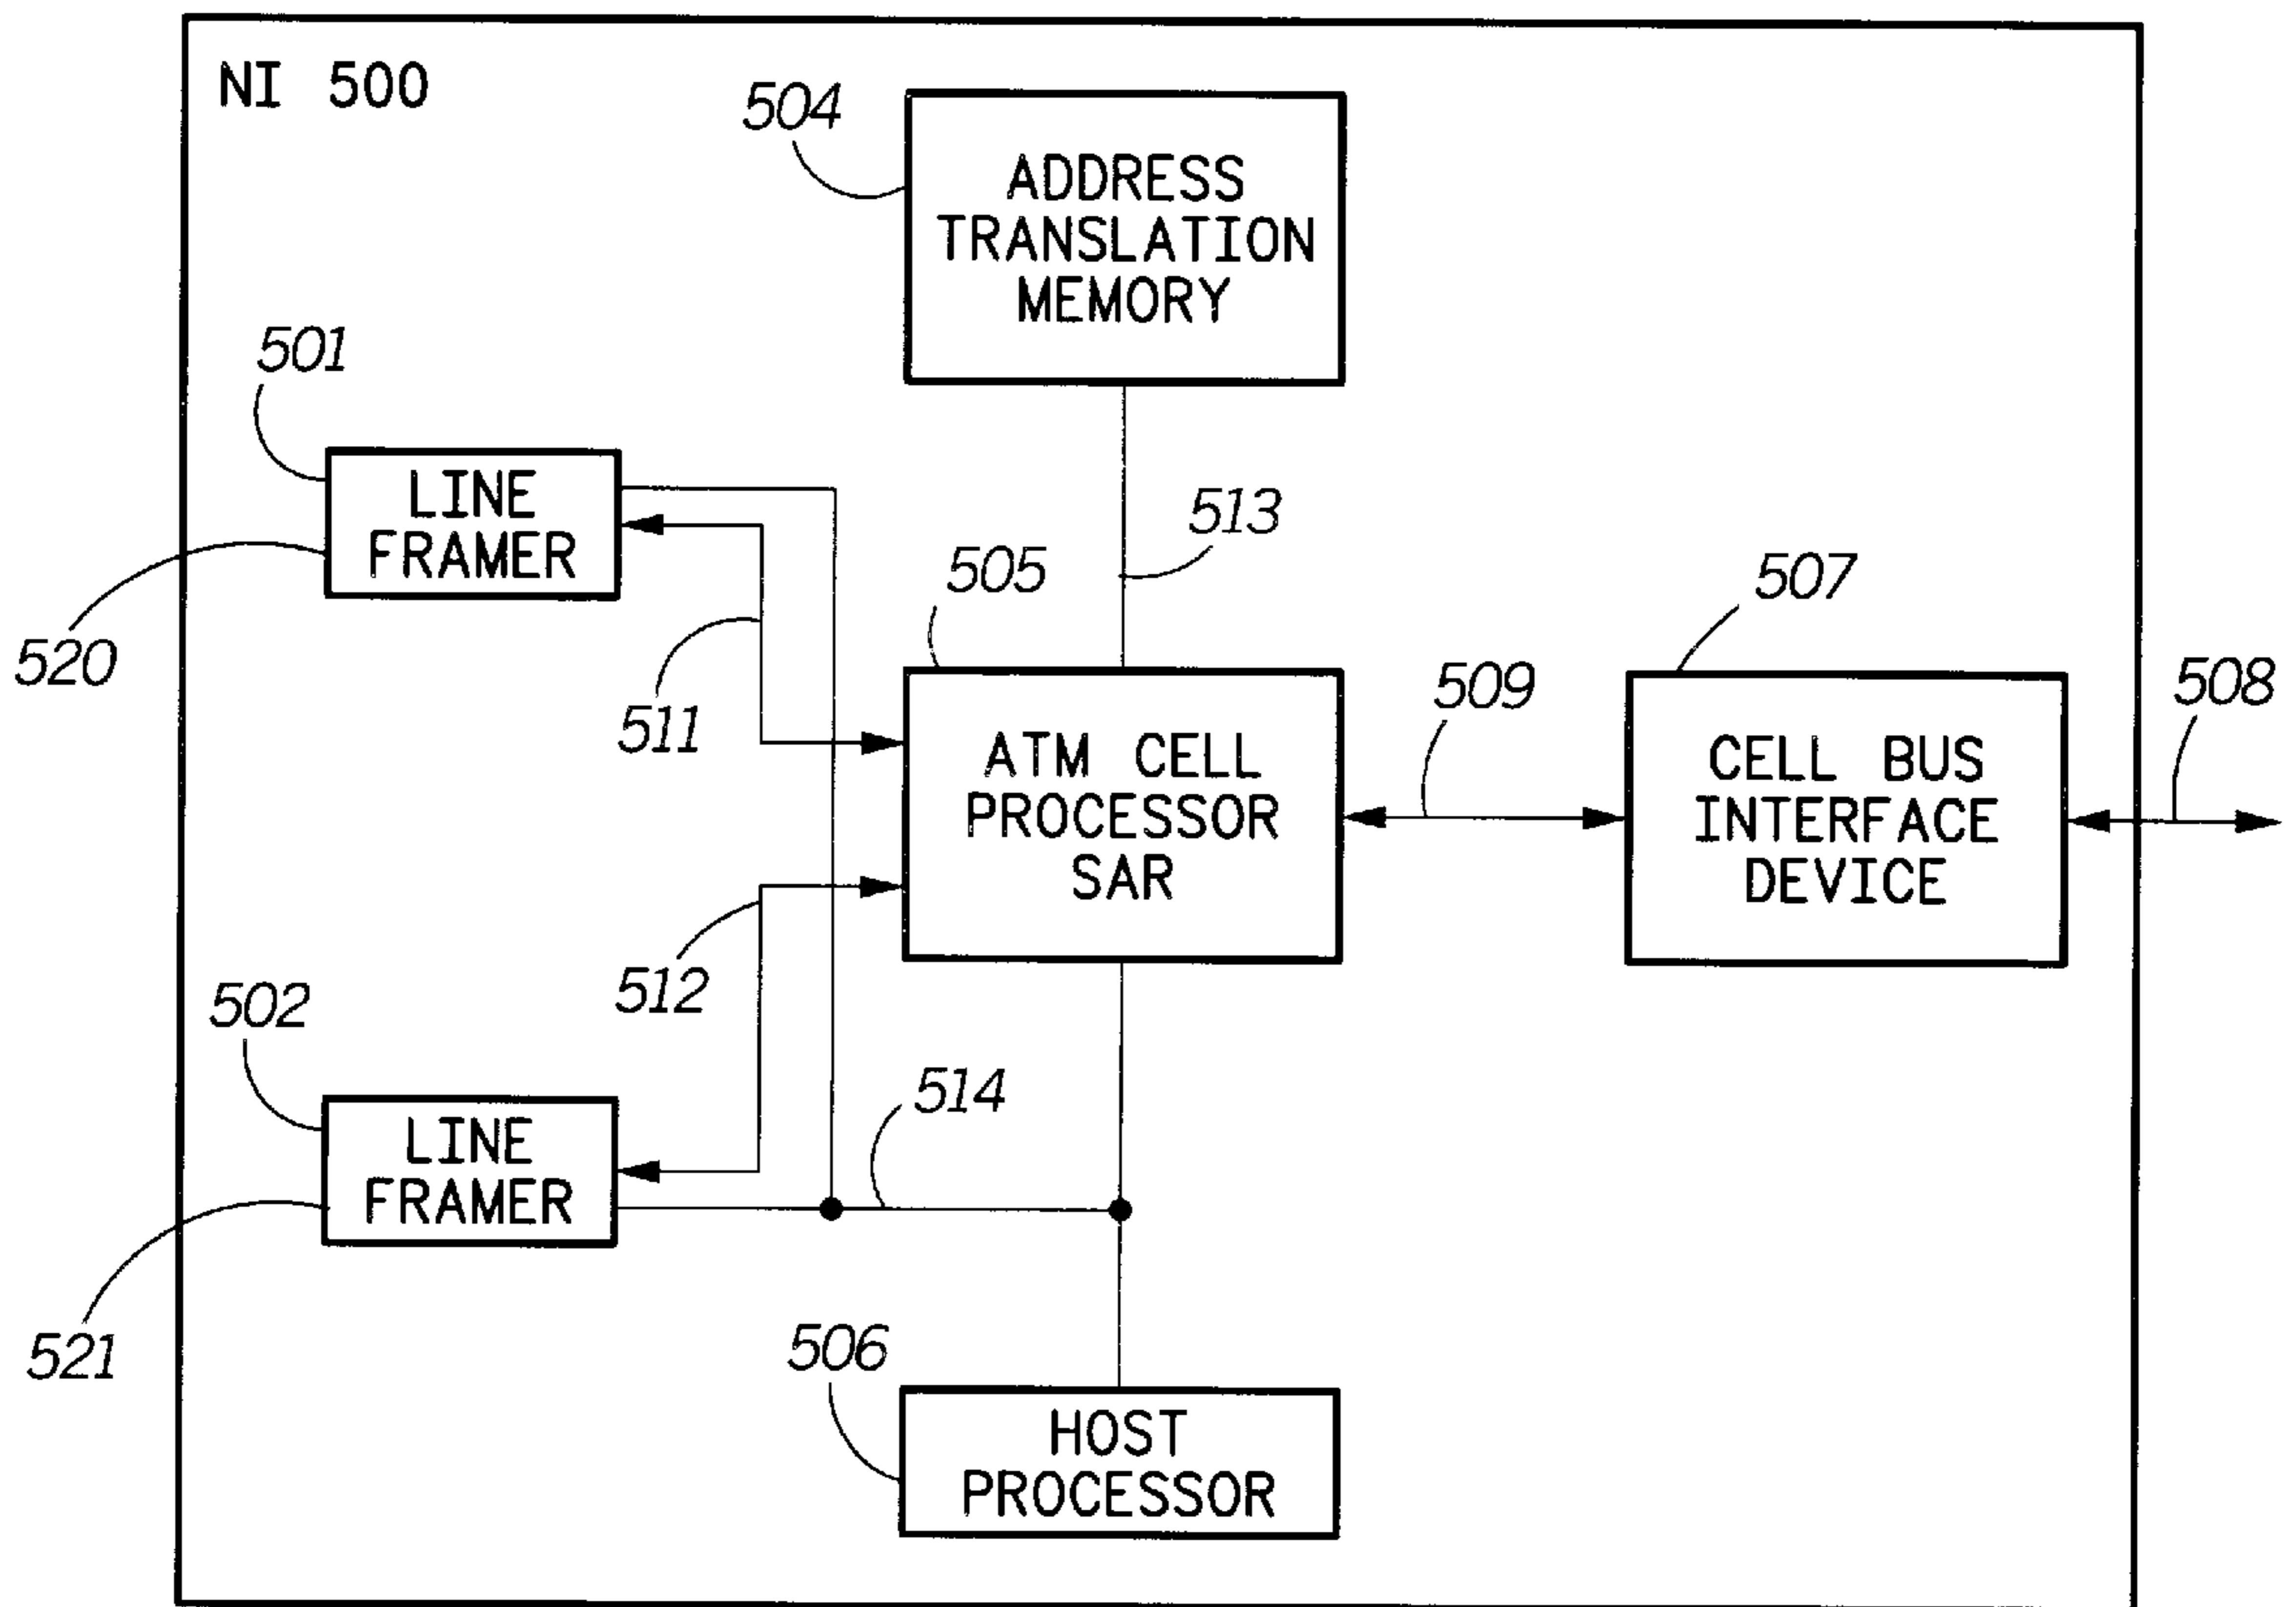 NI 500
504
ADDRESS
TRANSLATION
MEMORY
501
LINE
FRAMER
520
511
513
505
ATM CELL
PROCESSOR
SAR
509
507
CELL BUS
INTERFACE
DEVICE
508
512
502
LINE
FRAMER
521
514
506
HOST
PROCESSOR